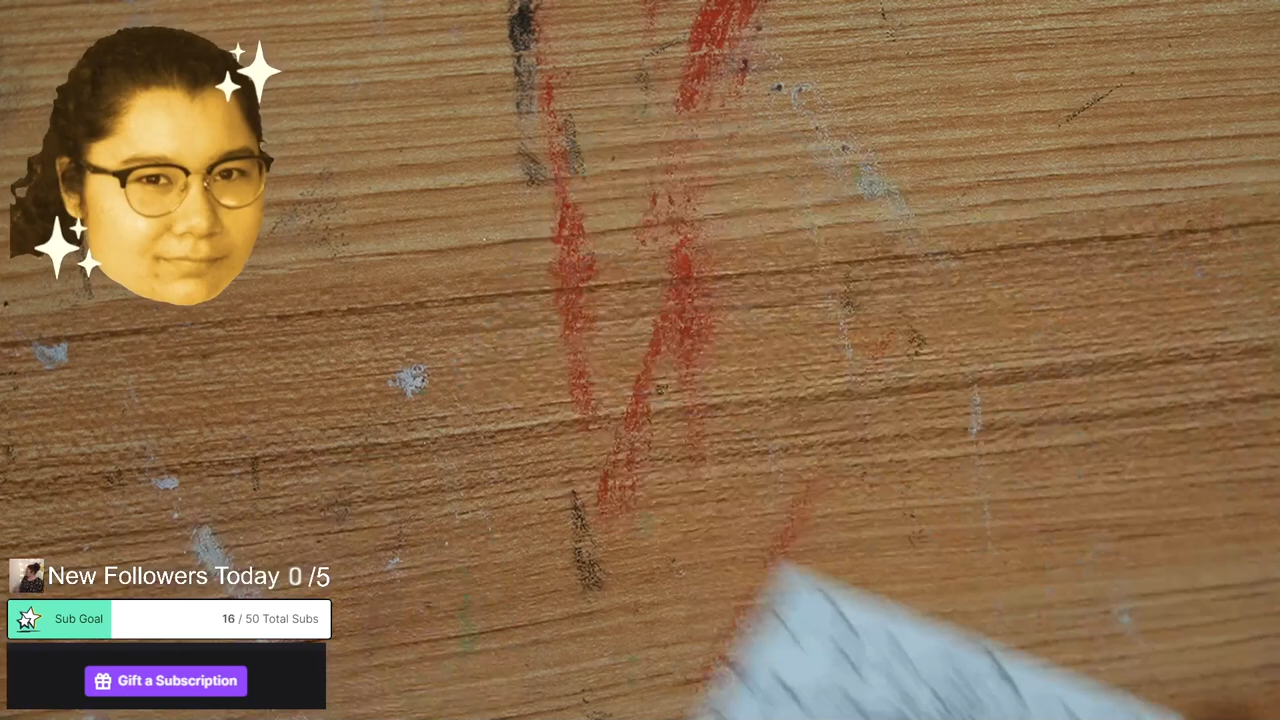 New Followers Today 0 /5
Sub Goal 16 / 50 Total Subs
Gift a Subscription